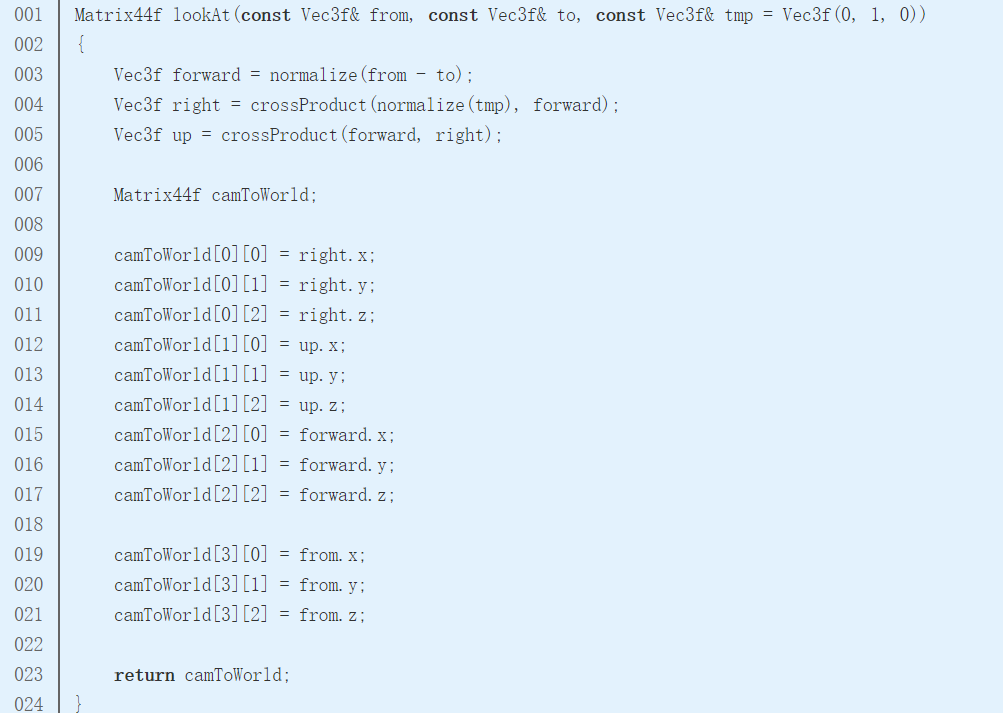 001 Matrix44f lookAt(const Vec3f& from, const Vec3f& to, const Vec3f& tmp = Vec3f(0, 1, 0))
002 {
003     Vec3f forward = normalize(from - to);
004     Vec3f right = crossProduct(normalize(tmp), forward);
005     Vec3f up = crossProduct(forward, right);
006
007     Matrix44f camToWorld;
008
009     camToWorld[0][0] = right.x;
010     camToWorld[0][1] = right.y;
011     camToWorld[0][2] = right.z;
012     camToWorld[1][0] = up.x;
013     camToWorld[1][1] = up.y;
014     camToWorld[1][2] = up.z;
015     camToWorld[2][0] = forward.x;
016     camToWorld[2][1] = forward.y;
017     camToWorld[2][2] = forward.z;
018
019     camToWorld[3][0] = from.x;
020     camToWorld[3][1] = from.y;
021     camToWorld[3][2] = from.z;
022
023     return camToWorld;
024 }